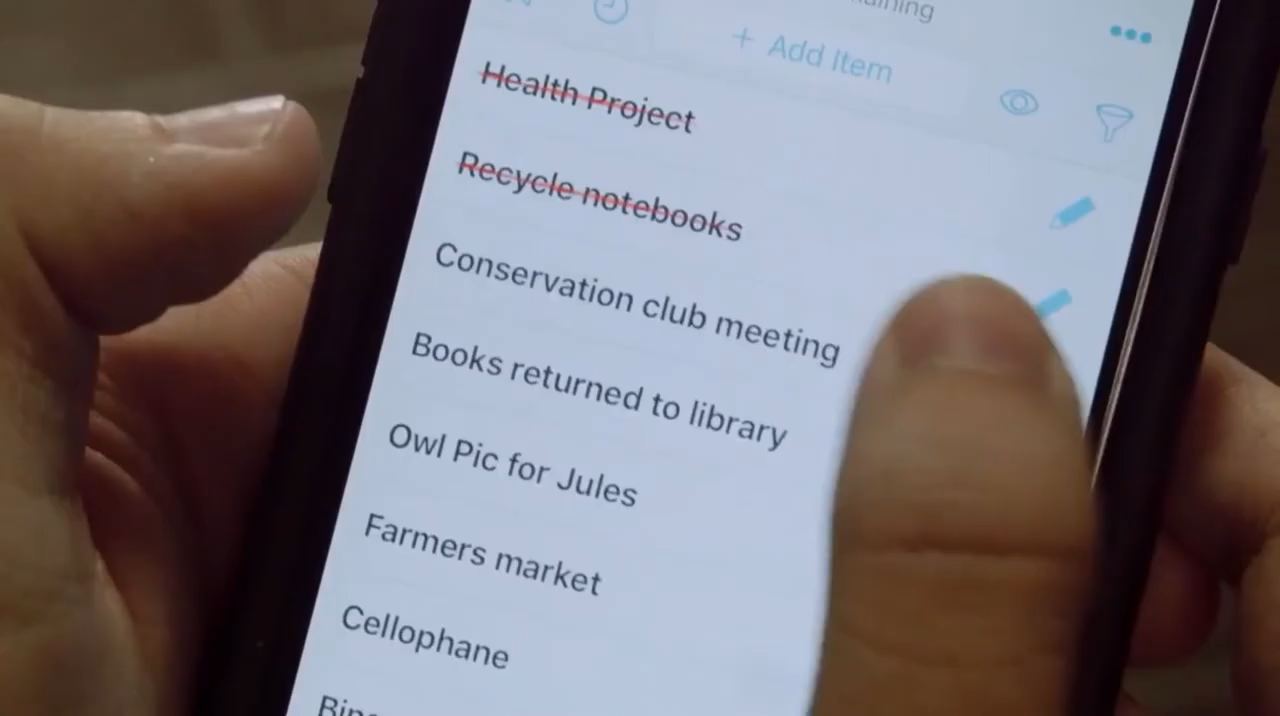 + Add Item
Health Project
Recycle notebooks
Conservation club meeting
Books returned to library
Owl Pic for Jules
Farmers market
Cellophane